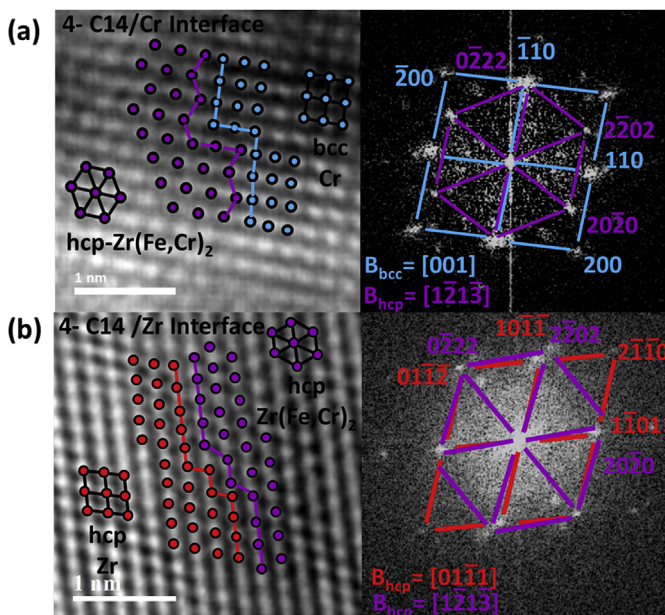 (a)
4- C14/Cr Interface
bcc
Cr
hcp-Zr(Fe,Cr)₂
1 nm
02̄22
1̄10
2̄00
22̄02
110
202̄0
200
B_bcc= [001]
B_hcp= [12̄13̄]
(b)
4- C14 /Zr Interface
hcp
Zr(Fe,Cr)₂
hcp
Zr
1 nm
101̄1̄
02̄22
22̄02
21̄1̄0
011̄2̄
11̄01
202̄0
B_hcp= [011̄1]
B_hcp= [12̄13̄]